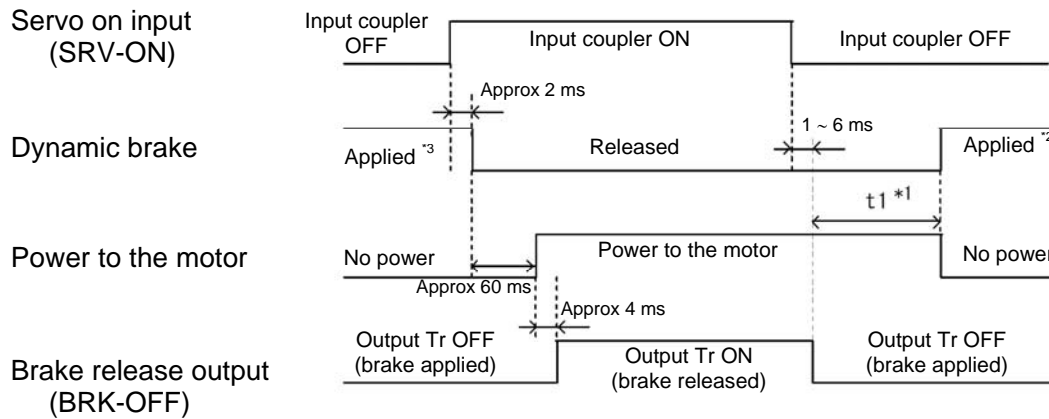 Servo on input
(SRV-ON)
Input coupler
OFF
Input coupler ON
Input coupler OFF
Approx 2 ms
1 ~ 6 ms
Dynamic brake
Applied *3
Released
Applied *2
t1 *1
Power to the motor
No power
Power to the motor
No power
Approx 60 ms
Approx 4 ms
Brake release output
(BRK-OFF)
Output Tr OFF
(brake applied)
Output Tr ON
(brake released)
Output Tr OFF
(brake applied)